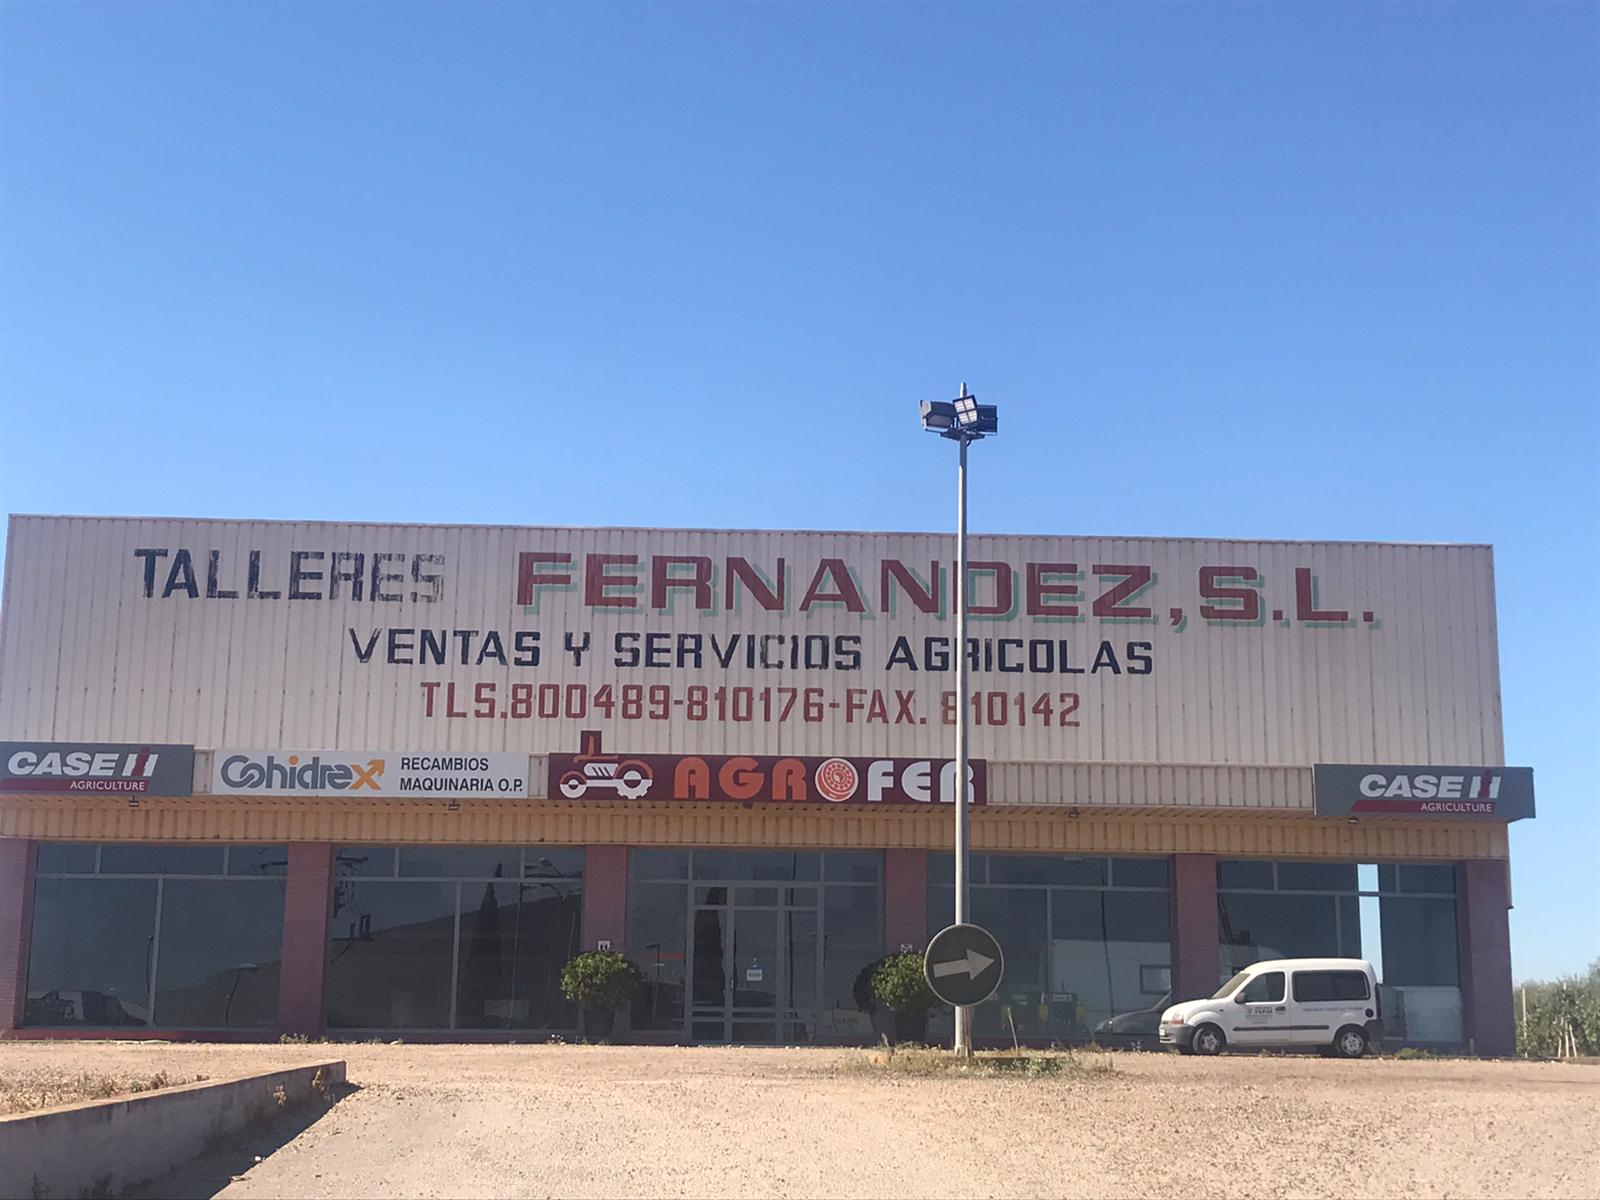 TALLERES FERNANDEZ, S.L.
VENTAS Y SERVICIOS AGRICOLAS
TLS.800489-810176-FAX. 810142
CASE IH
AGRICULTURE
Cohidrex
RECAMBIOS
MAQUINARIA O.P.
AGROFER
CASE IH
AGRICULTURE